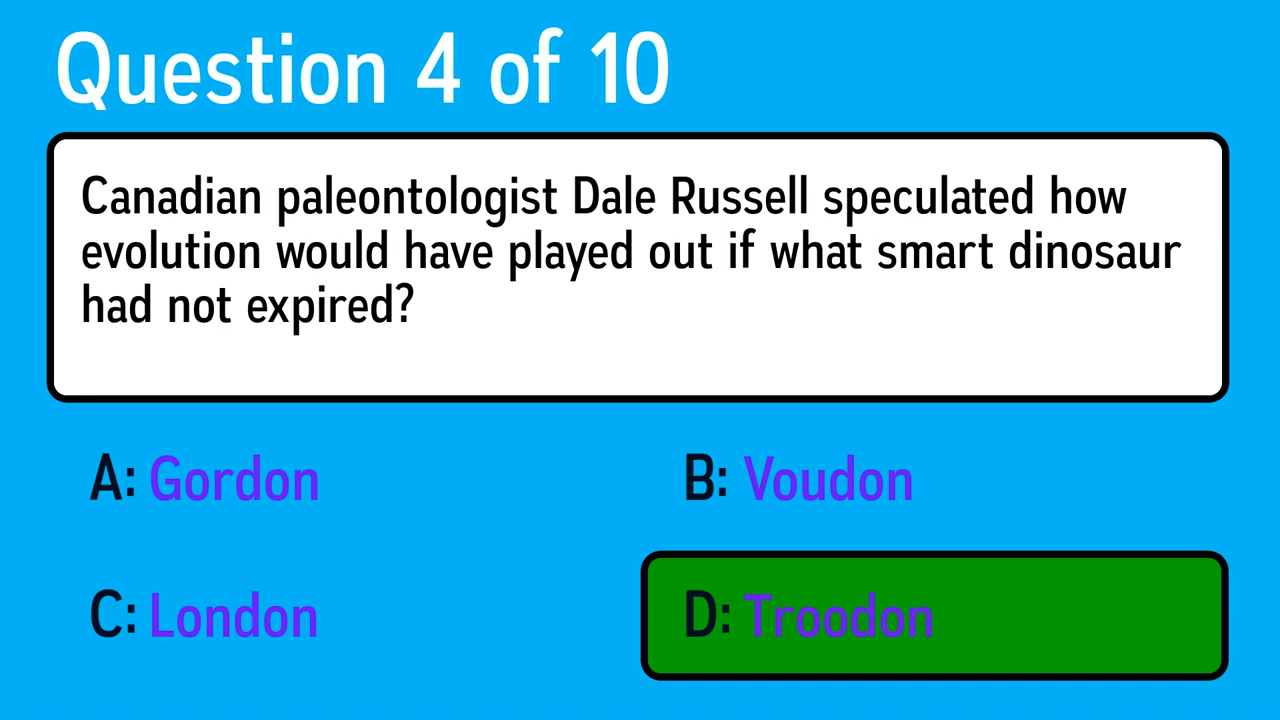 Question 4 of 10
Canadian paleontologist Dale Russell speculated how
evolution would have played out if what smart dinosaur
had not expired?
A: Gordon
B: Voudon
C: London
D: Troodon